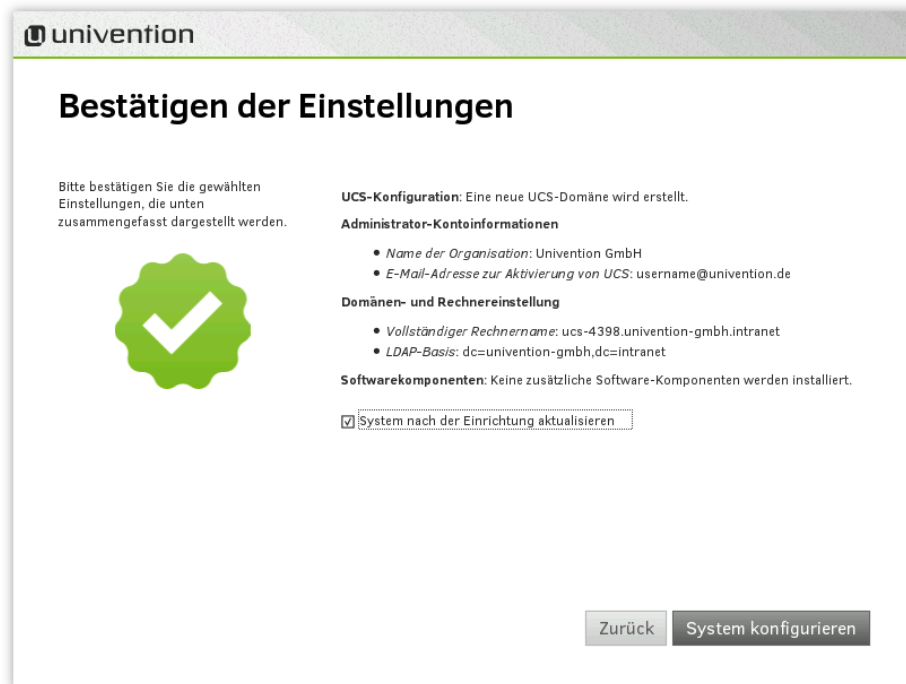 univention
Bestätigen der Einstellungen
Bitte bestätigen Sie die gewählten
Einstellungen, die unten
zusammengefasst dargestellt werden.
UCS-Konfiguration: Eine neue UCS-Domäne wird erstellt.
Administrator-Kontoinformationen
• Name der Organisation: Univention GmbH
• E-Mail-Adresse zur Aktivierung von UCS: username@univention.de
Domänen- und Rechnereinstellung
• Vollständiger Rechnername: ucs-4398.univention-gmbh.intranet
• LDAP-Basis: dc=univention-gmbh,dc=intranet
Softwarekomponenten: Keine zusätzliche Software-Komponenten werden installiert.
System nach der Einrichtung aktualisieren
Zurück
System konfigurieren